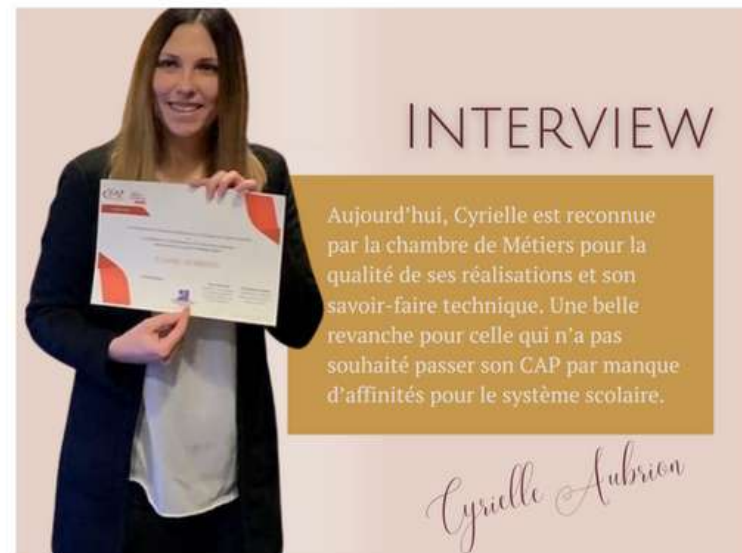 INTERVIEW
Aujourd'hui, Cyrielle est reconnue
par la chambre de Métiers pour la
qualité de ses réalisations et son
savoir-faire technique. Une belle
revanche pour celle qui n'a pas
souhaité passer son CAP par manque
d'affinités pour le système scolaire.
Cyrielle Aubrion